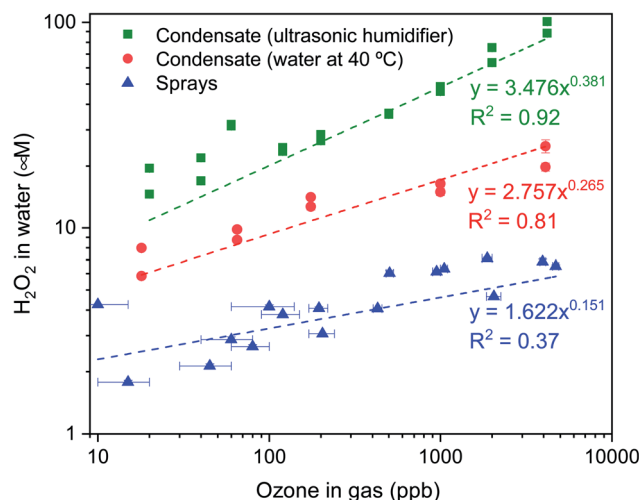 100
10
1
H₂O₂ in water (∝M)
Condensate (ultrasonic humidifier)
Condensate (water at 40 ºC)
Sprays
y = 3.476x^0.381
R² = 0.92
y = 2.757x^0.265
R² = 0.81
y = 1.622x^0.151
R² = 0.37
10 100 1000 10000
Ozone in gas (ppb)